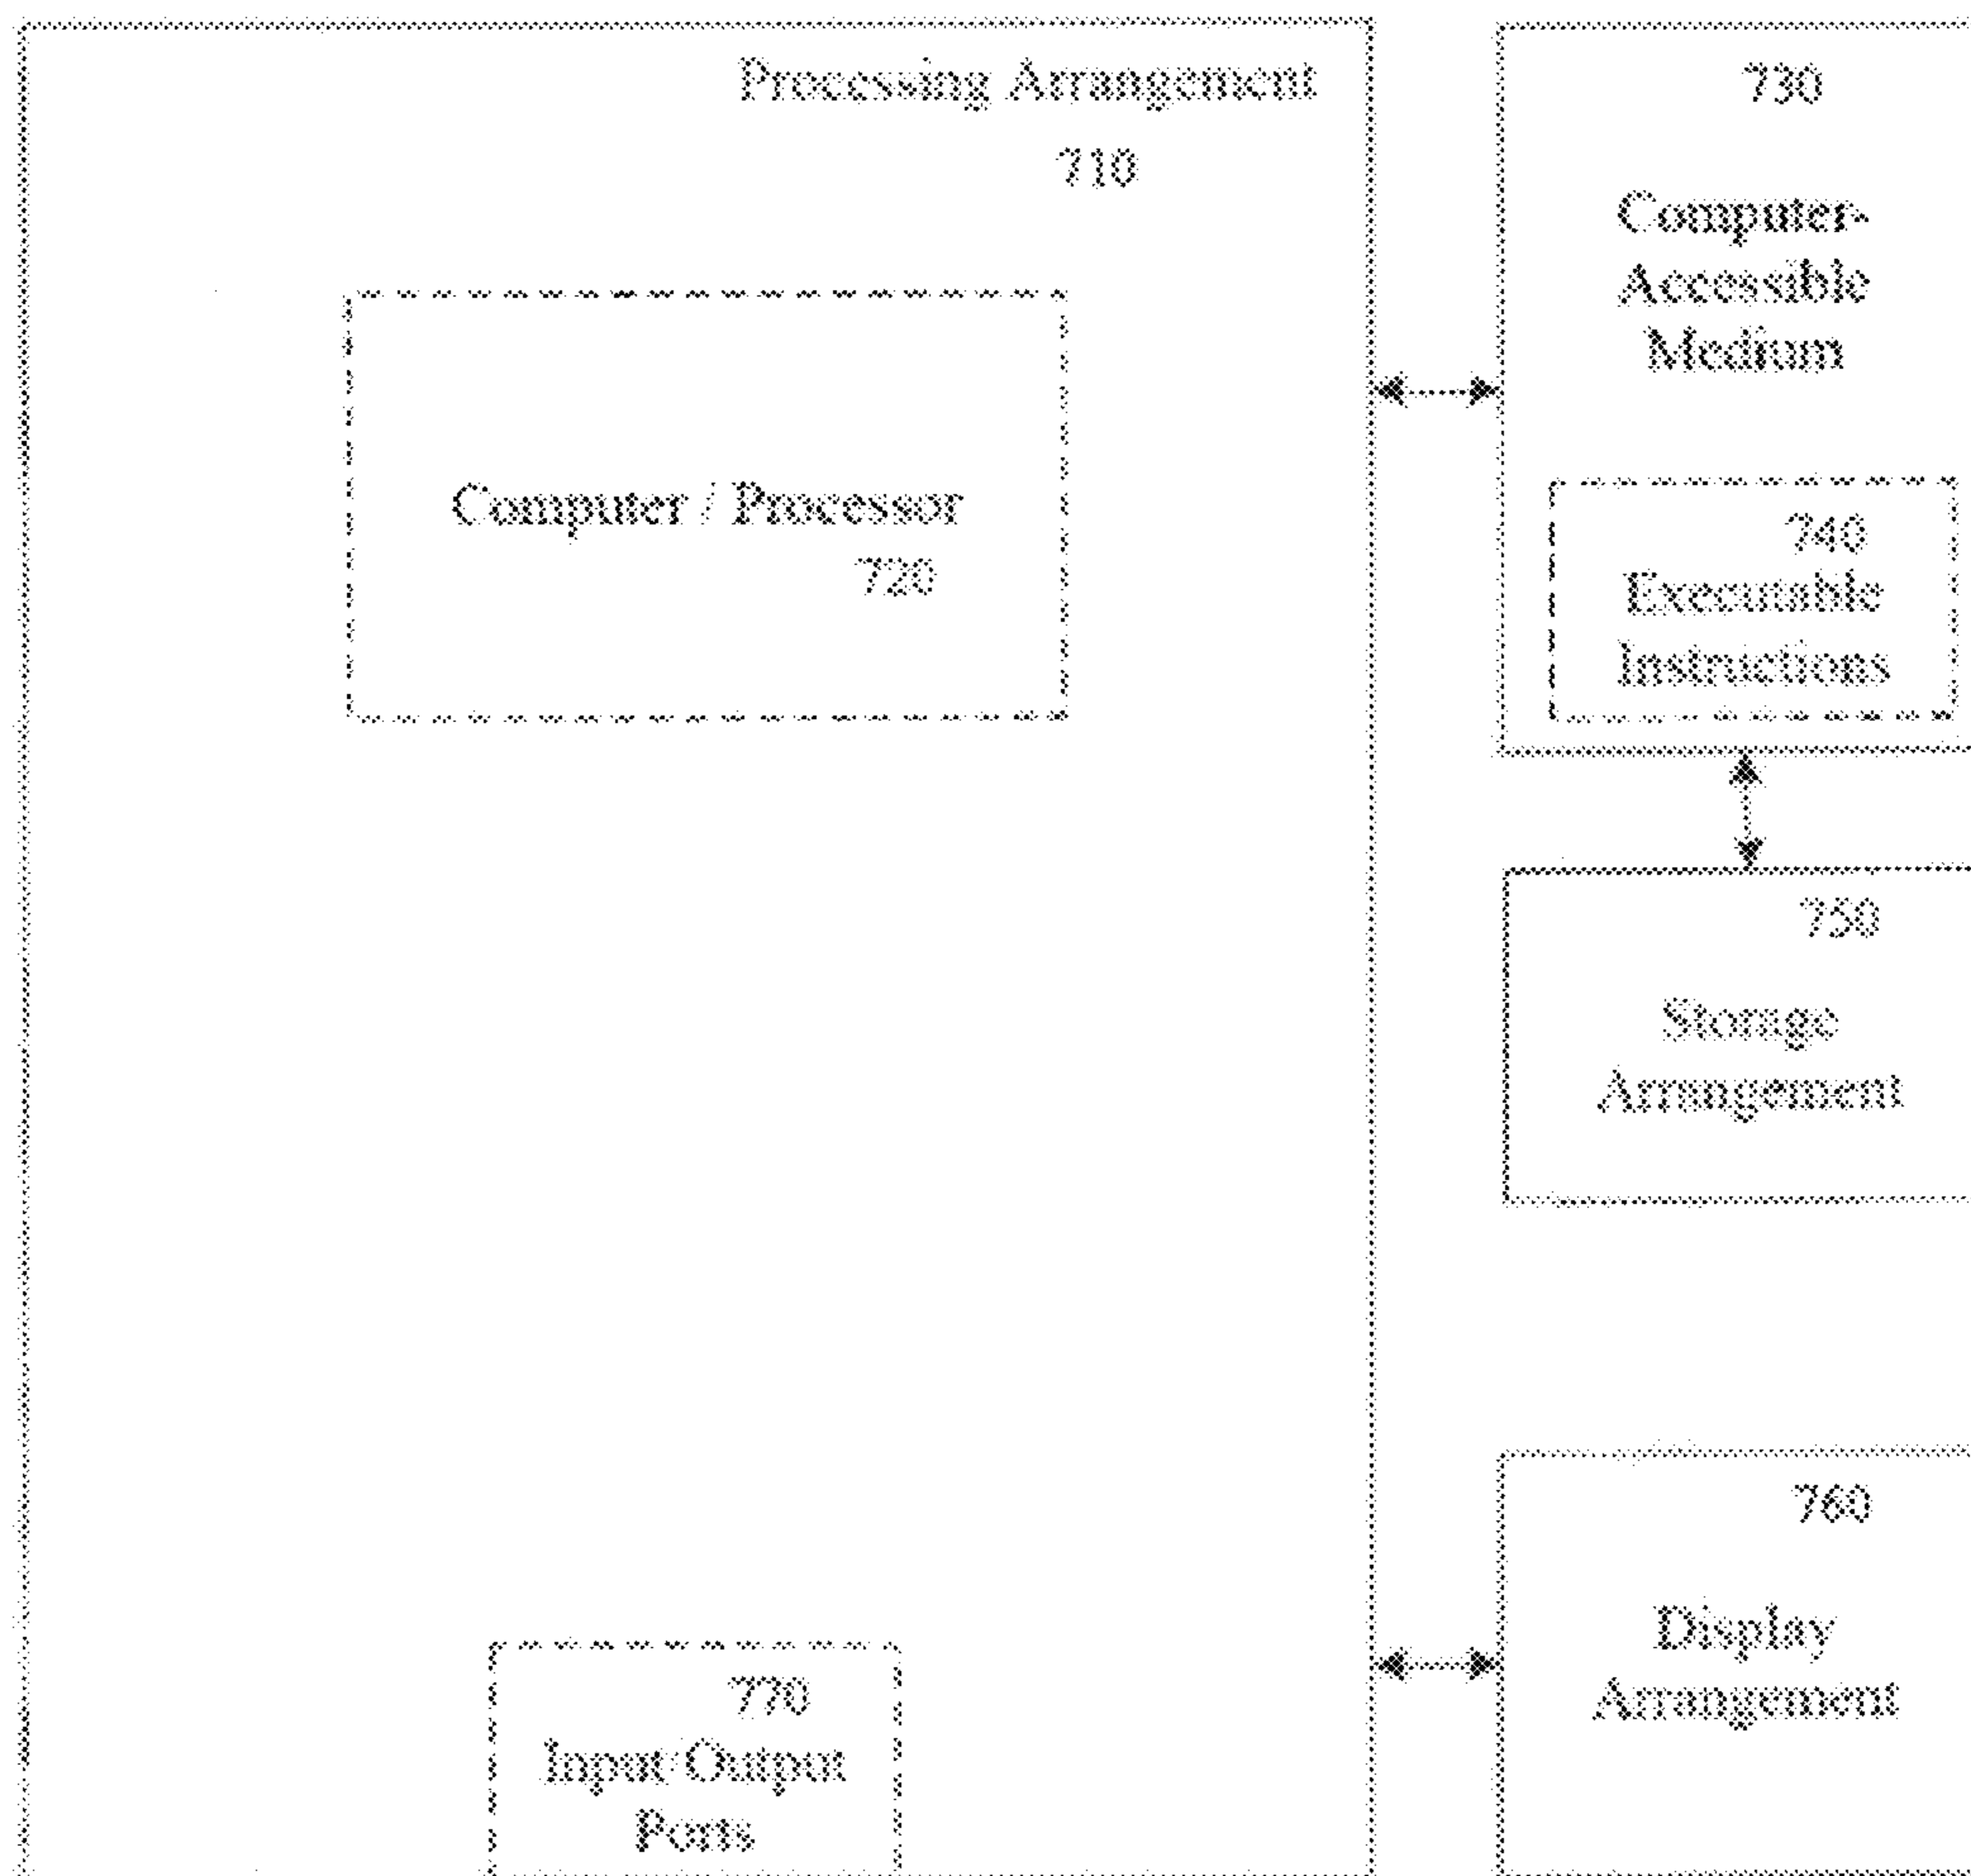 Processing Arrangement
710
Computer / Processor
720
730
Computer-
Accessible
Medium
740
Executable
Instructions
750
Storage
Arrangement
760
Display
Arrangement
770
Input/Output
Ports